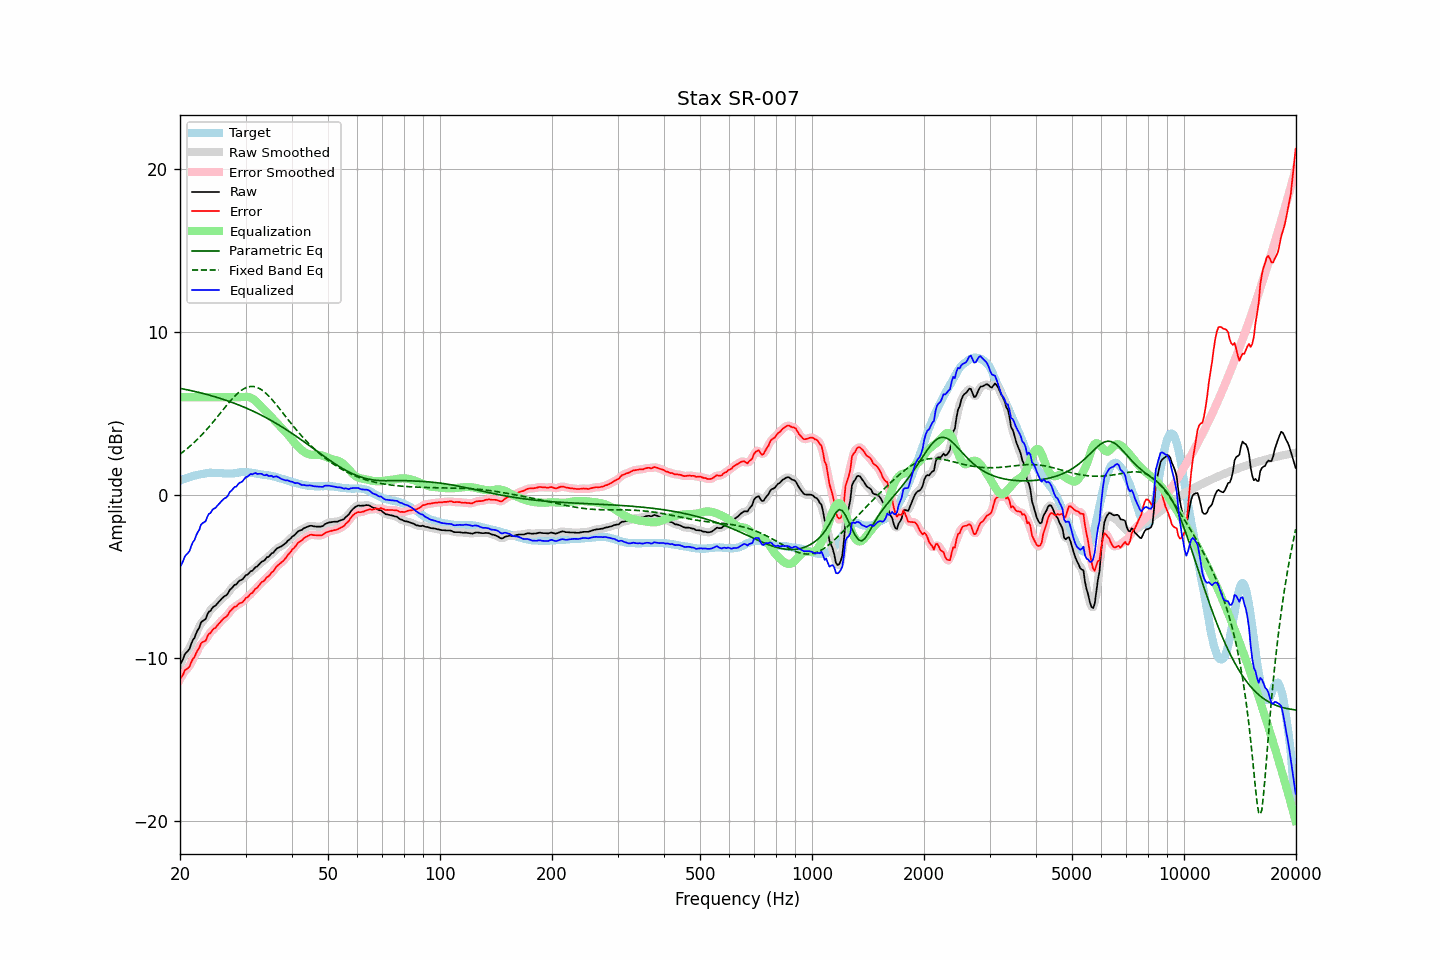 Stax SR-007
Target
Raw Smoothed
Error Smoothed
Raw
Error
Equalization
Parametric Eq
Fixed Band Eq
Equalized
Amplitude (dBr)
20
10
0
−10
−20
20 50 100 200 500 1000 2000 5000 10000 20000
Frequency (Hz)